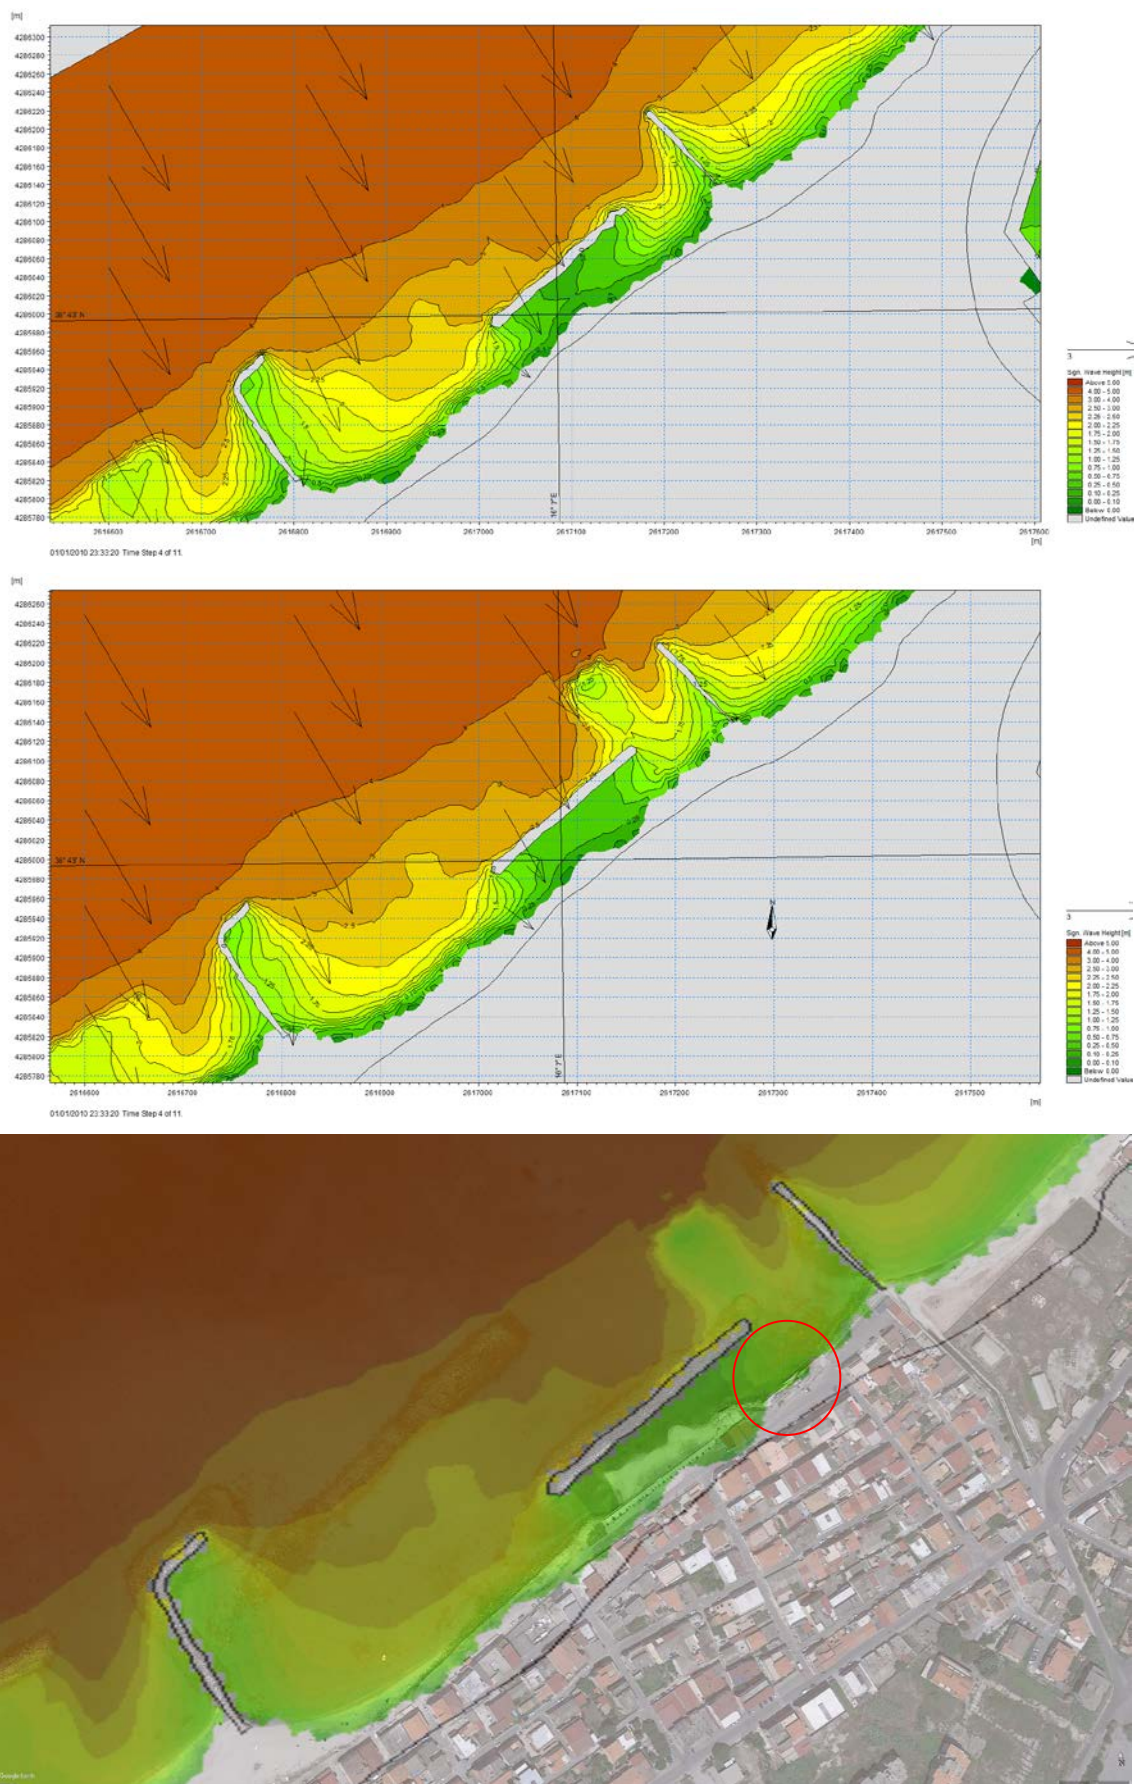 [m]
4286300
4286280
4286260
4286240
4286220
4286200
4286180
4286160
4286140
4286120
4286100
4286080
4286060
4286040
4286020
4286000
4285980
4285960
4285940
4285920
4285900
4285880
4285860
4285840
4285820
4285800
4285780
38° 43' N
16° 7' E
2616600 2616700 2616800 2616900 2617000 2617100 2617200 2617300 2617400 2617500 2617600
[m]
01/01/2010 23:33:20 Time Step 4 of 11.
Sign. Wave Height [m]
Above 5.00
4.00 - 5.00
3.00 - 4.00
2.50 - 3.00
2.25 - 2.50
2.00 - 2.25
1.75 - 2.00
1.50 - 1.75
1.25 - 1.50
1.00 - 1.25
0.75 - 1.00
0.50 - 0.75
0.25 - 0.50
0.10 - 0.25
0.00 - 0.10
Below 0.00
Undefined Value
[m]
4286260
4286240
4286220
4286200
4286180
4286160
4286140
4286120
4286100
4286080
4286060
4286040
4286020
4286000
4285980
4285960
4285940
4285920
4285900
4285880
4285860
4285840
4285820
4285800
4285780
38° 43' N
16° 7' E
N
2616600 2616700 2616800 2616900 2617000 2617100 2617200 2617300 2617400 2617500
[m]
01/01/2010 23:33:20 Time Step 4 of 11.
Sign. Wave Height [m]
Above 5.00
4.00 - 5.00
3.00 - 4.00
2.50 - 3.00
2.25 - 2.50
2.00 - 2.25
1.75 - 2.00
1.50 - 1.75
1.25 - 1.50
1.00 - 1.25
0.75 - 1.00
0.50 - 0.75
0.25 - 0.50
0.10 - 0.25
0.00 - 0.10
Below 0.00
Undefined Value
Google Earth